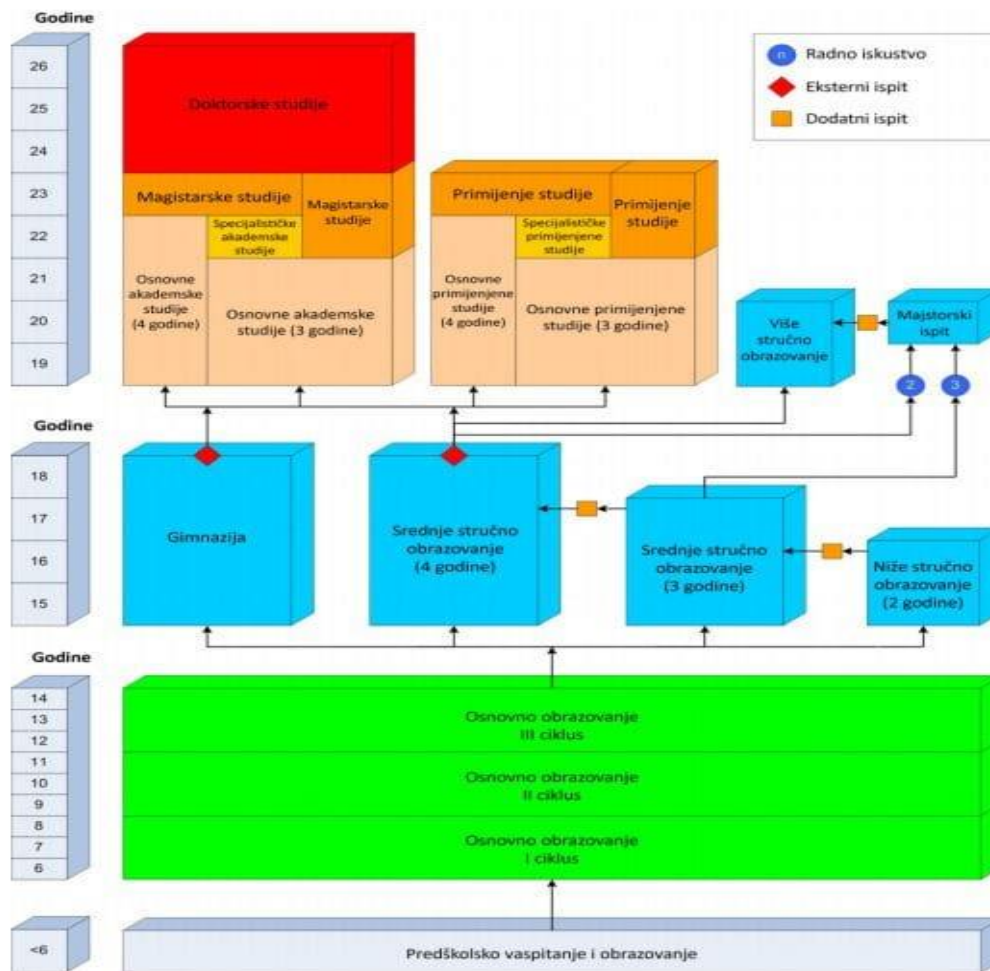 Godine
26
25
24
23
22
21
20
19
Doktorske studije
Magistarske studije
Magistarske
studije
Specijalističke
akademske
studije
Osnovne
akademske
studije
(4 godine)
Osnovne akademske
studije (3 godine)
Primijenje studije
Primijenje
studije
Specijalističke
primijenjene
studije
Osnovne
primijenjene
studije
(4 godine)
Osnovne primijenjene
studije (3 godine)
n Radno iskustvo
Eksterni ispit
Dodatni ispit
Više
stručno
obrazovanje
Majstorski
ispit
2
3
Godine
18
17
16
15
Gimnazija
Srednje stručno
obrazovanje
(4 godine)
Srednje stručno
obrazovanje
(3 godine)
Niže stručno
obrazovanje
(2 godine)
Godine
14
13
12
11
10
9
8
7
6
Osnovno obrazovanje
III ciklus
Osnovno obrazovanje
II ciklus
Osnovno obrazovanje
I ciklus
<6
Predškolsko vaspitanje i obrazovanje